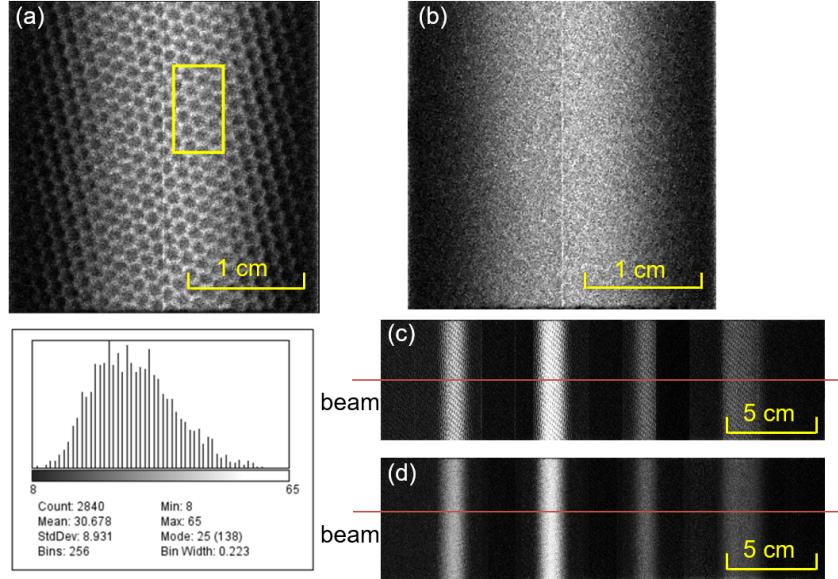 (a)
1 cm
(b)
1 cm
8
65
Count: 2840
Min: 8
Mean: 30.678
Max: 65
StdDev: 8.931
Mode: 25 (138)
Bins: 256
Bin Width: 0.223
(c)
beam
5 cm
(d)
beam
5 cm